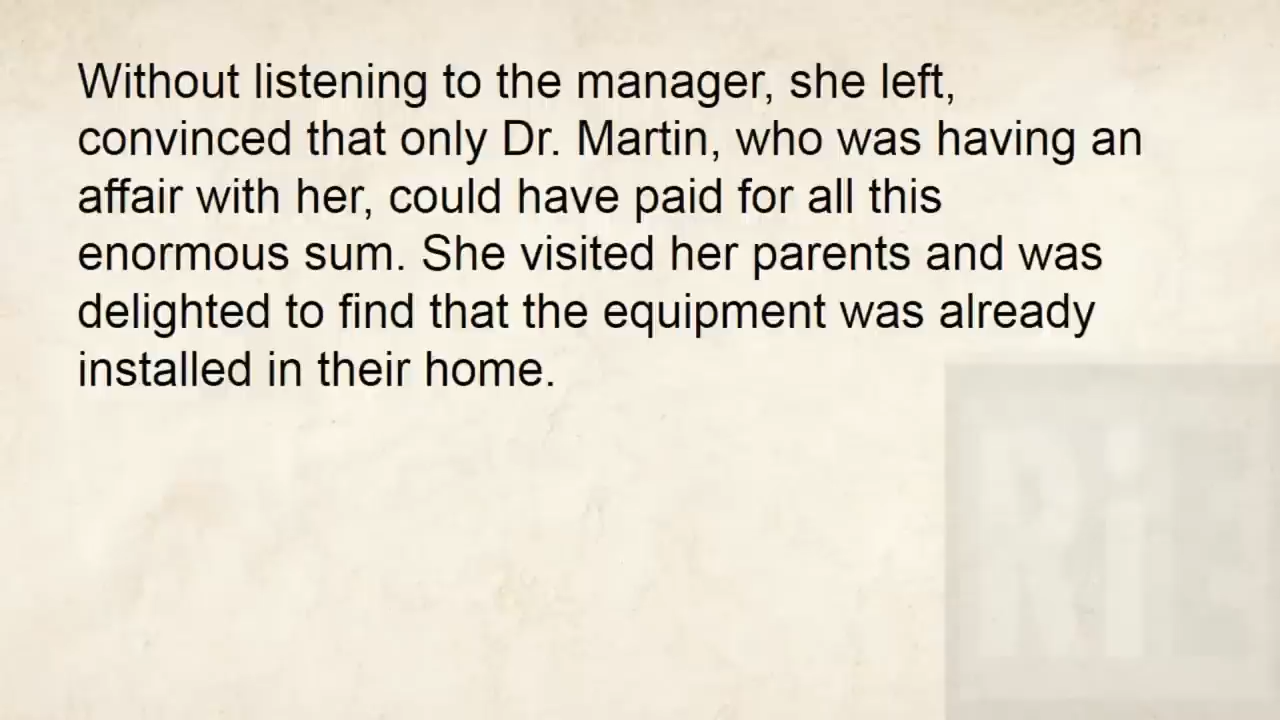 Without listening to the manager, she left,
convinced that only Dr. Martin, who was having an
affair with her, could have paid for all this
enormous sum. She visited her parents and was
delighted to find that the equipment was already
installed in their home.